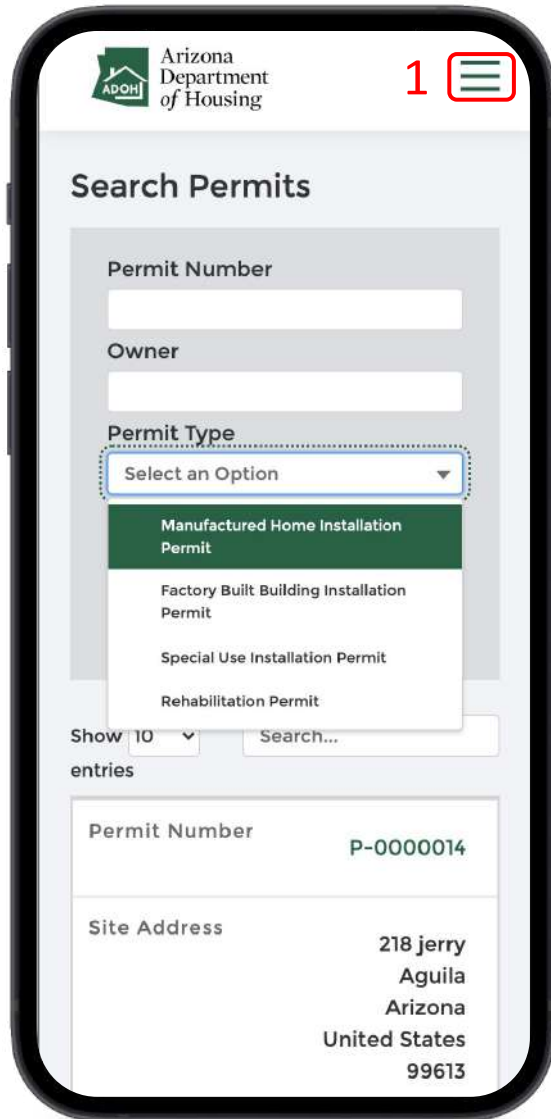 Arizona
Department
of Housing
ADOH
1
Search Permits
Permit Number
Owner
Permit Type
Select an Option
Manufactured Home Installation
Permit
Factory Built Building Installation
Permit
Special Use Installation Permit
Rehabilitation Permit
Show 10 Search...
entries
Permit Number
P-0000014
Site Address
218 jerry
Aguila
Arizona
United States
99613